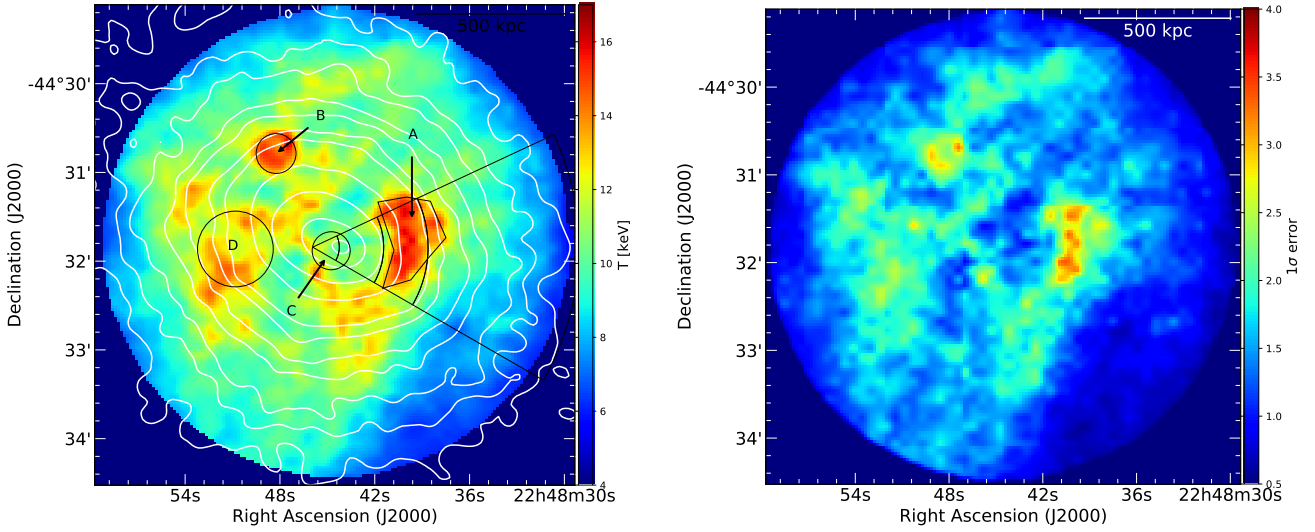 500 kpc
-44°30'
31'
32'
33'
34'
54s
48s
42s
36s
22h48m30s
Right Ascension (J2000)
Declination (J2000)
A
B
C
D
16
14
12
10
8
6
4
T [keV]
500 kpc
-44°30'
31'
32'
33'
34'
54s
48s
42s
36s
22h48m30s
Right Ascension (J2000)
Declination (J2000)
4.0
3.5
3.0
2.5
2.0
1.5
1.0
0.5
1σ error